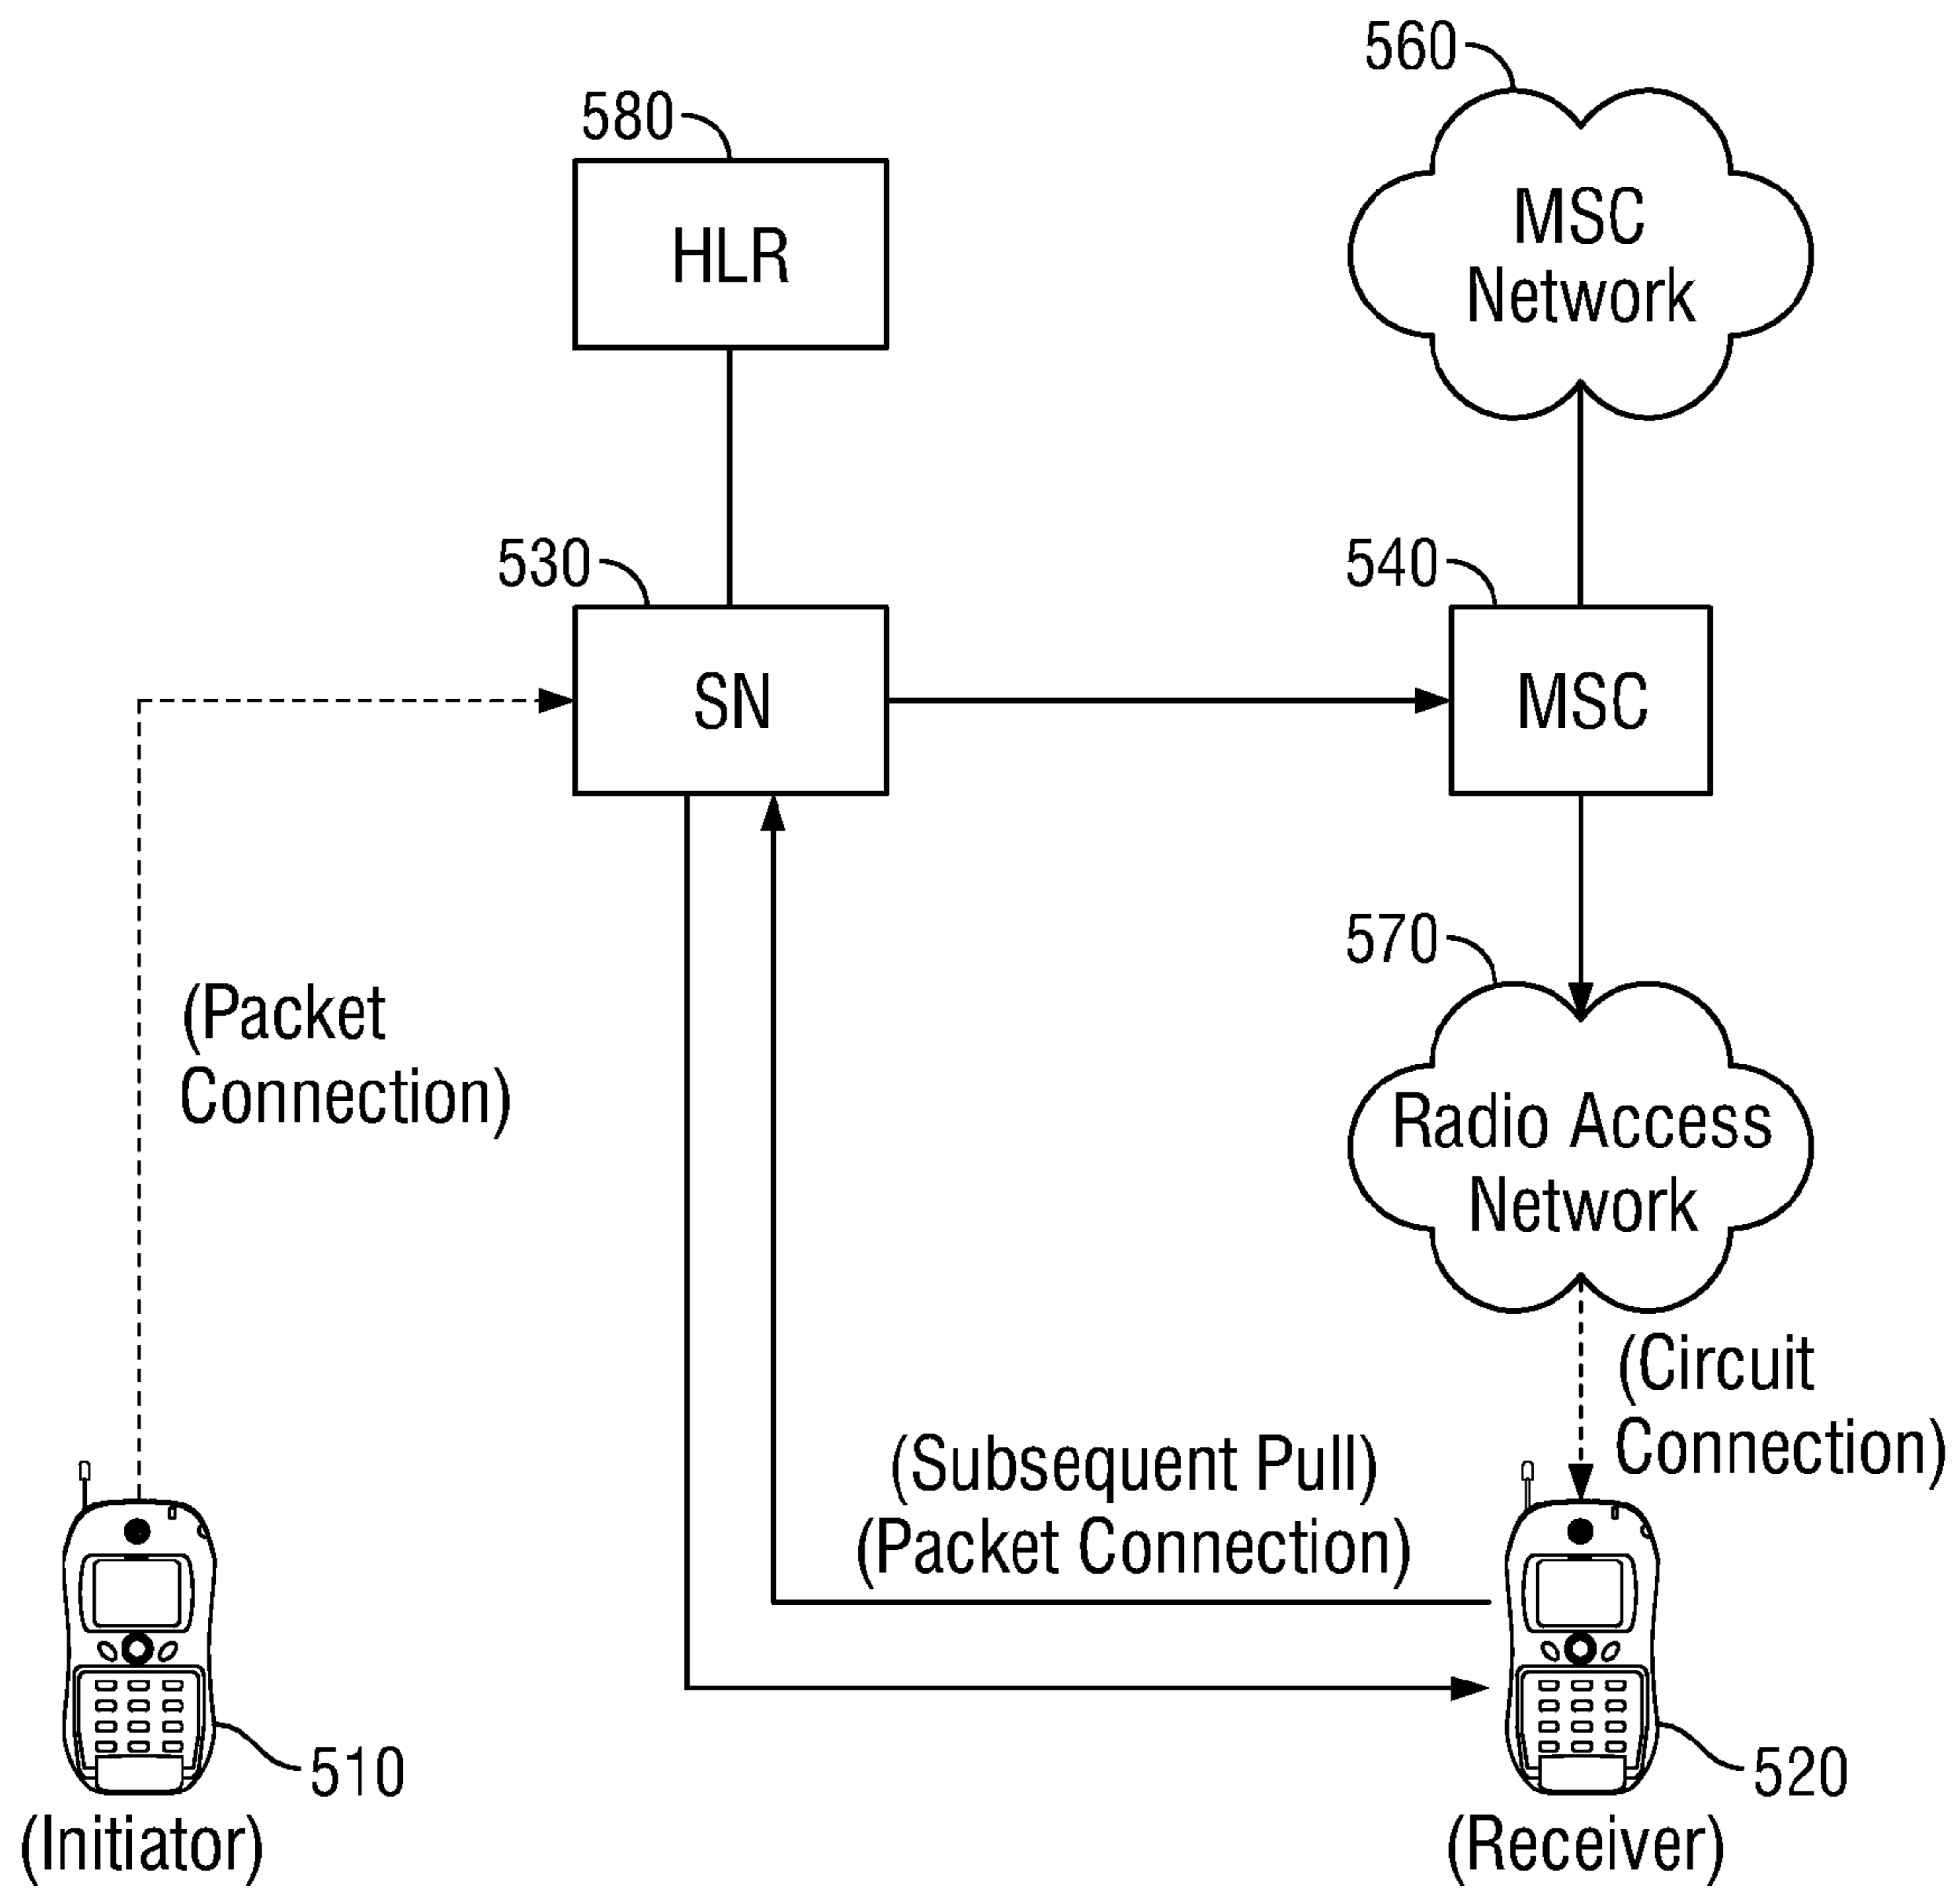 560
580
MSC
Network
HLR
530
540
SN
MSC
570
(Packet
Connection)
Radio Access
Network
(Circuit
Connection)
(Subsequent Pull)
(Packet Connection)
510
520
(Initiator)
(Receiver)